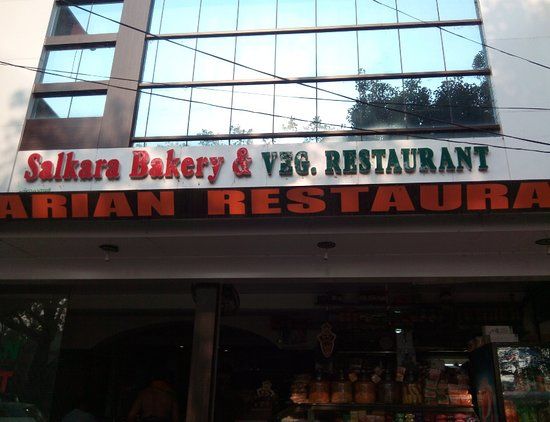 Salkara Bakery & VEG. RESTAURANT
ARIAN RESTAURA